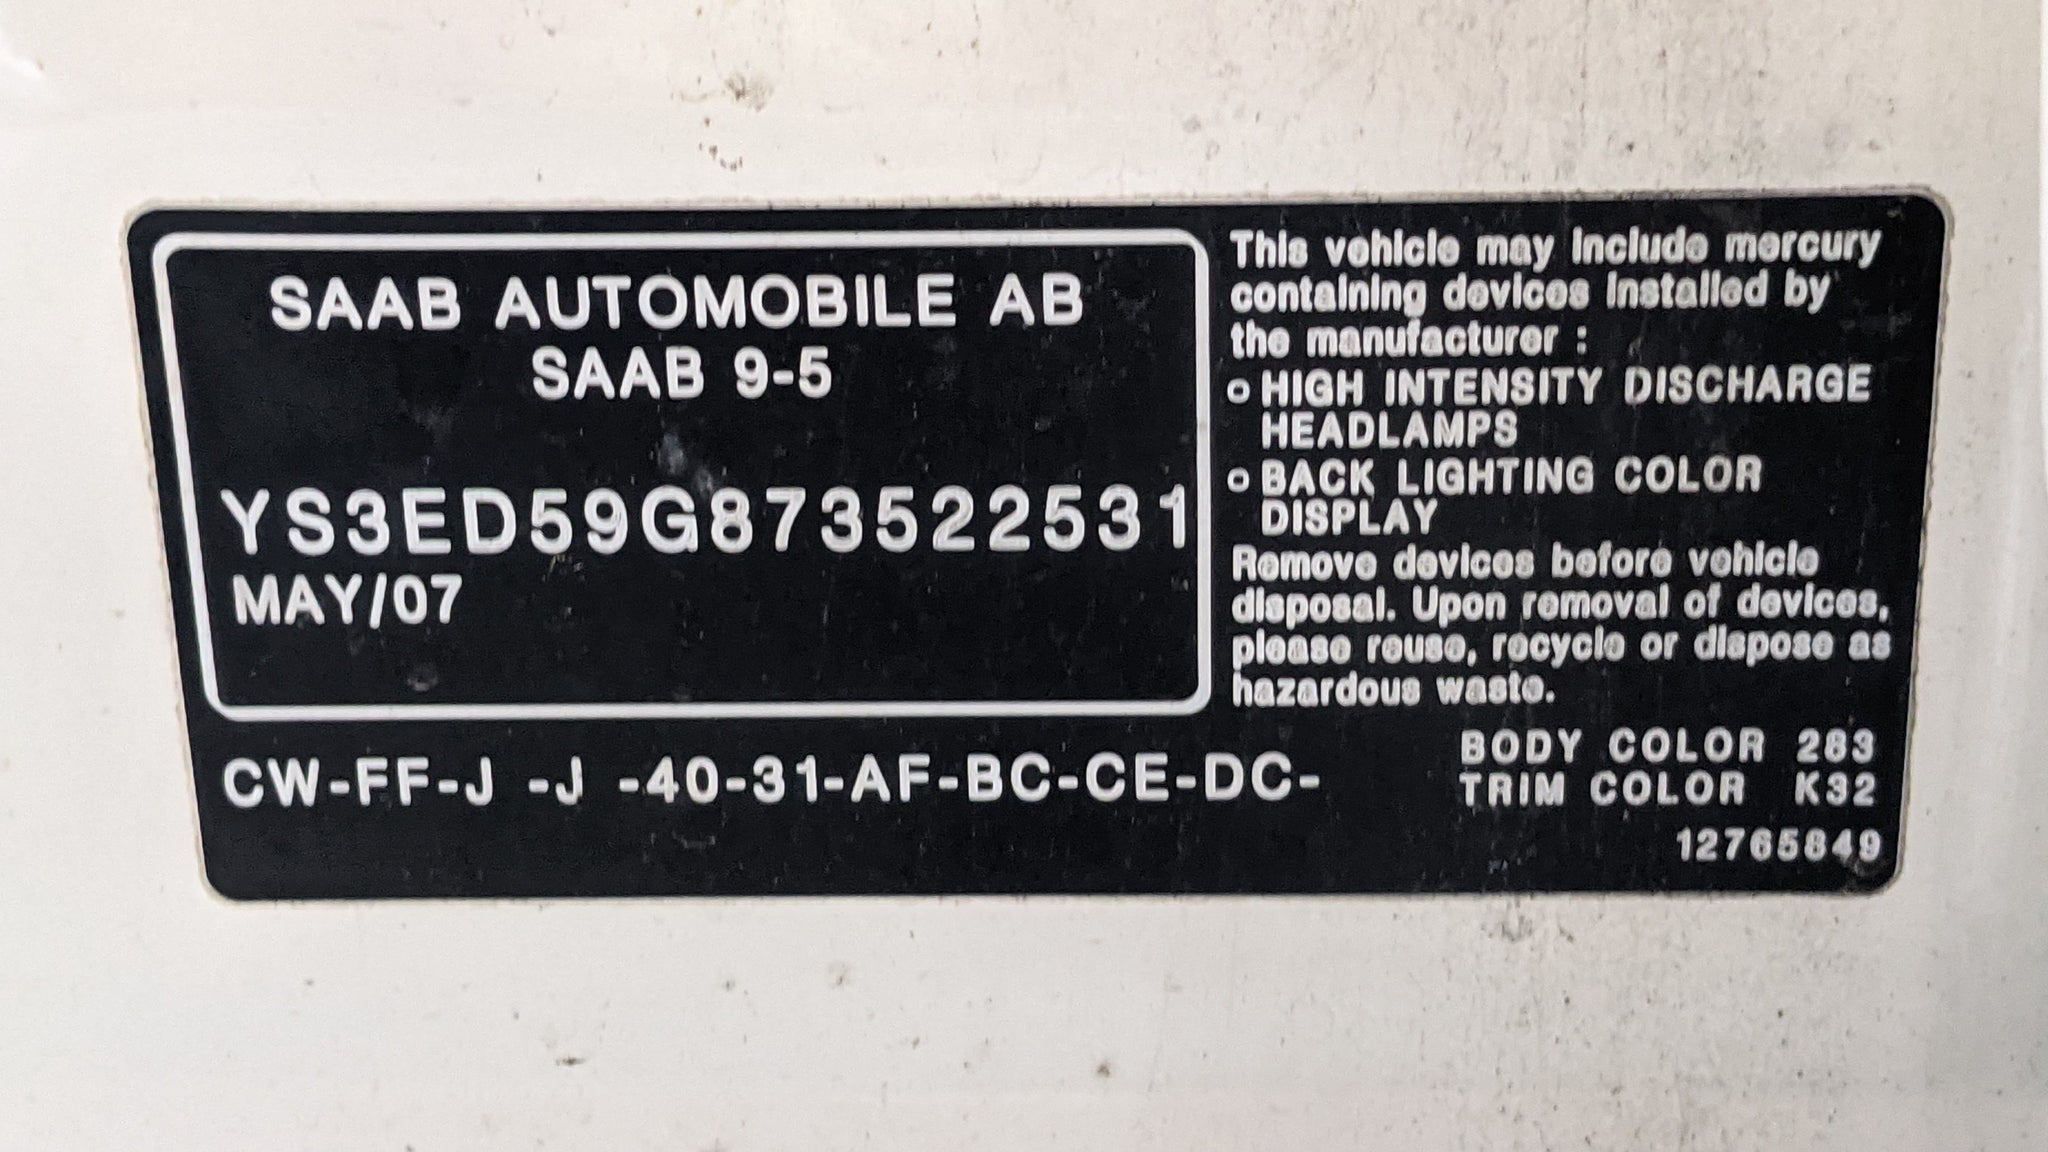 SAAB AUTOMOBILE AB
SAAB 9-5
YS3ED59G873522531
MAY/07
CW-FF-J -J -40-31-AF-BC-CE-DC-
This vehicle may include mercury
containing devices installed by
the manufacturer :
o HIGH INTENSITY DISCHARGE
HEADLAMPS
o BACK LIGHTING COLOR
DISPLAY
Remove devices before vehicle
disposal. Upon removal of devices,
please reuse, recycle or dispose as
hazardous waste.
BODY COLOR 283
TRIM COLOR K32
12765849